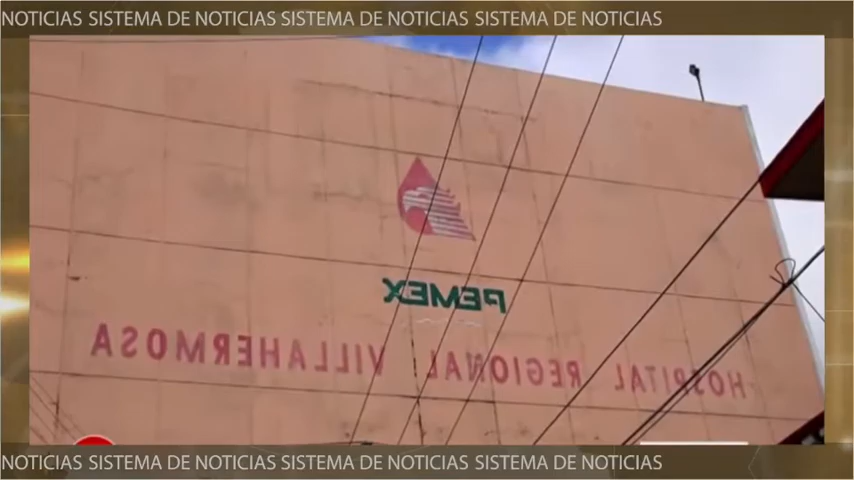 NOTICIAS SISTEMA DE NOTICIAS SISTEMA DE NOTICIAS SISTEMA DE NOTICIAS
PEMEX
HOSPITAL REGIONAL VILLAHERMOSA
NOTICIAS SISTEMA DE NOTICIAS SISTEMA DE NOTICIAS SISTEMA DE NOTICIAS